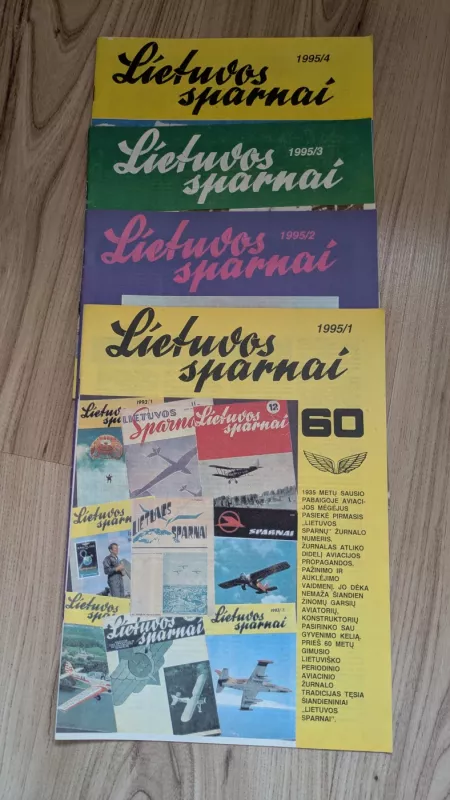 1995/4
Lietuvos
sparnai
1995/3
Lietuvos
sparnai
1995/2
Lietuvos
sparnai
1995/1
Lietuvos
sparnai
60
LIETUVOS
12
Lietuvos
sparnai
Lietuvos
LIETUVOS
SPARNAI
SPARNAI
Lietuvos
sparnai
Lietuvos
sparnai
1935 METŲ SAUSIO
PABAIGOJE AVIACI-
JOS MĖGĖJUS
PASIEKĖ PIRMASIS
„LIETUVOS
SPARNŲ" ŽURNALO
NUMERIS.
ŽURNALAS ATLIKO
DIDELĮ AVIACIJOS
PROPAGANDOS,
PAŽINIMO IR
AUKLĖJIMO
VAIDMENĮ. JO DĖKA
NEMAŽA ŠIANDIEN
ŽINOMŲ GARSIŲ
AVIATORIŲ,
KONSTRUKTORIŲ
PASIRINKO SAU
GYVENIMO KELIĄ.
PRIEŠ 60 METŲ
GIMUSIO
LIETUVIŠKO
PERIODINIO
AVIACINIO
ŽURNALO
TRADICIJAS TĘSIA
ŠIANDIENINIAI
„LIETUVOS
SPARNAI".